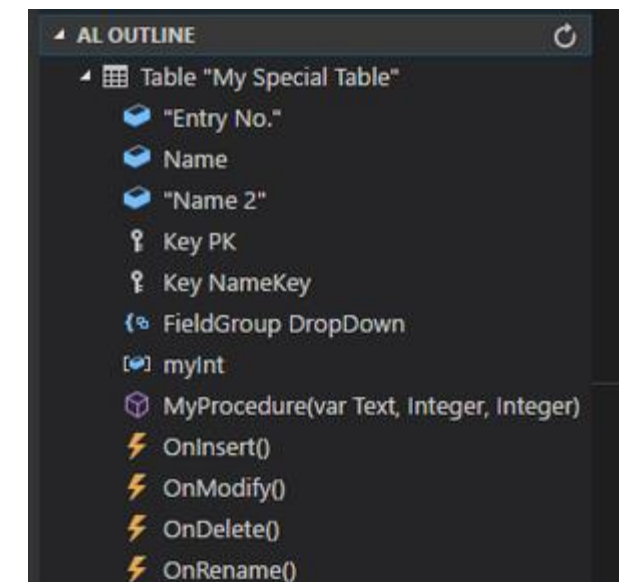 AL OUTLINE
Table "My Special Table"
"Entry No."
Name
"Name 2"
Key PK
Key NameKey
FieldGroup DropDown
myInt
MyProcedure(var Text, Integer, Integer)
OnInsert()
OnModify()
OnDelete()
OnRename()